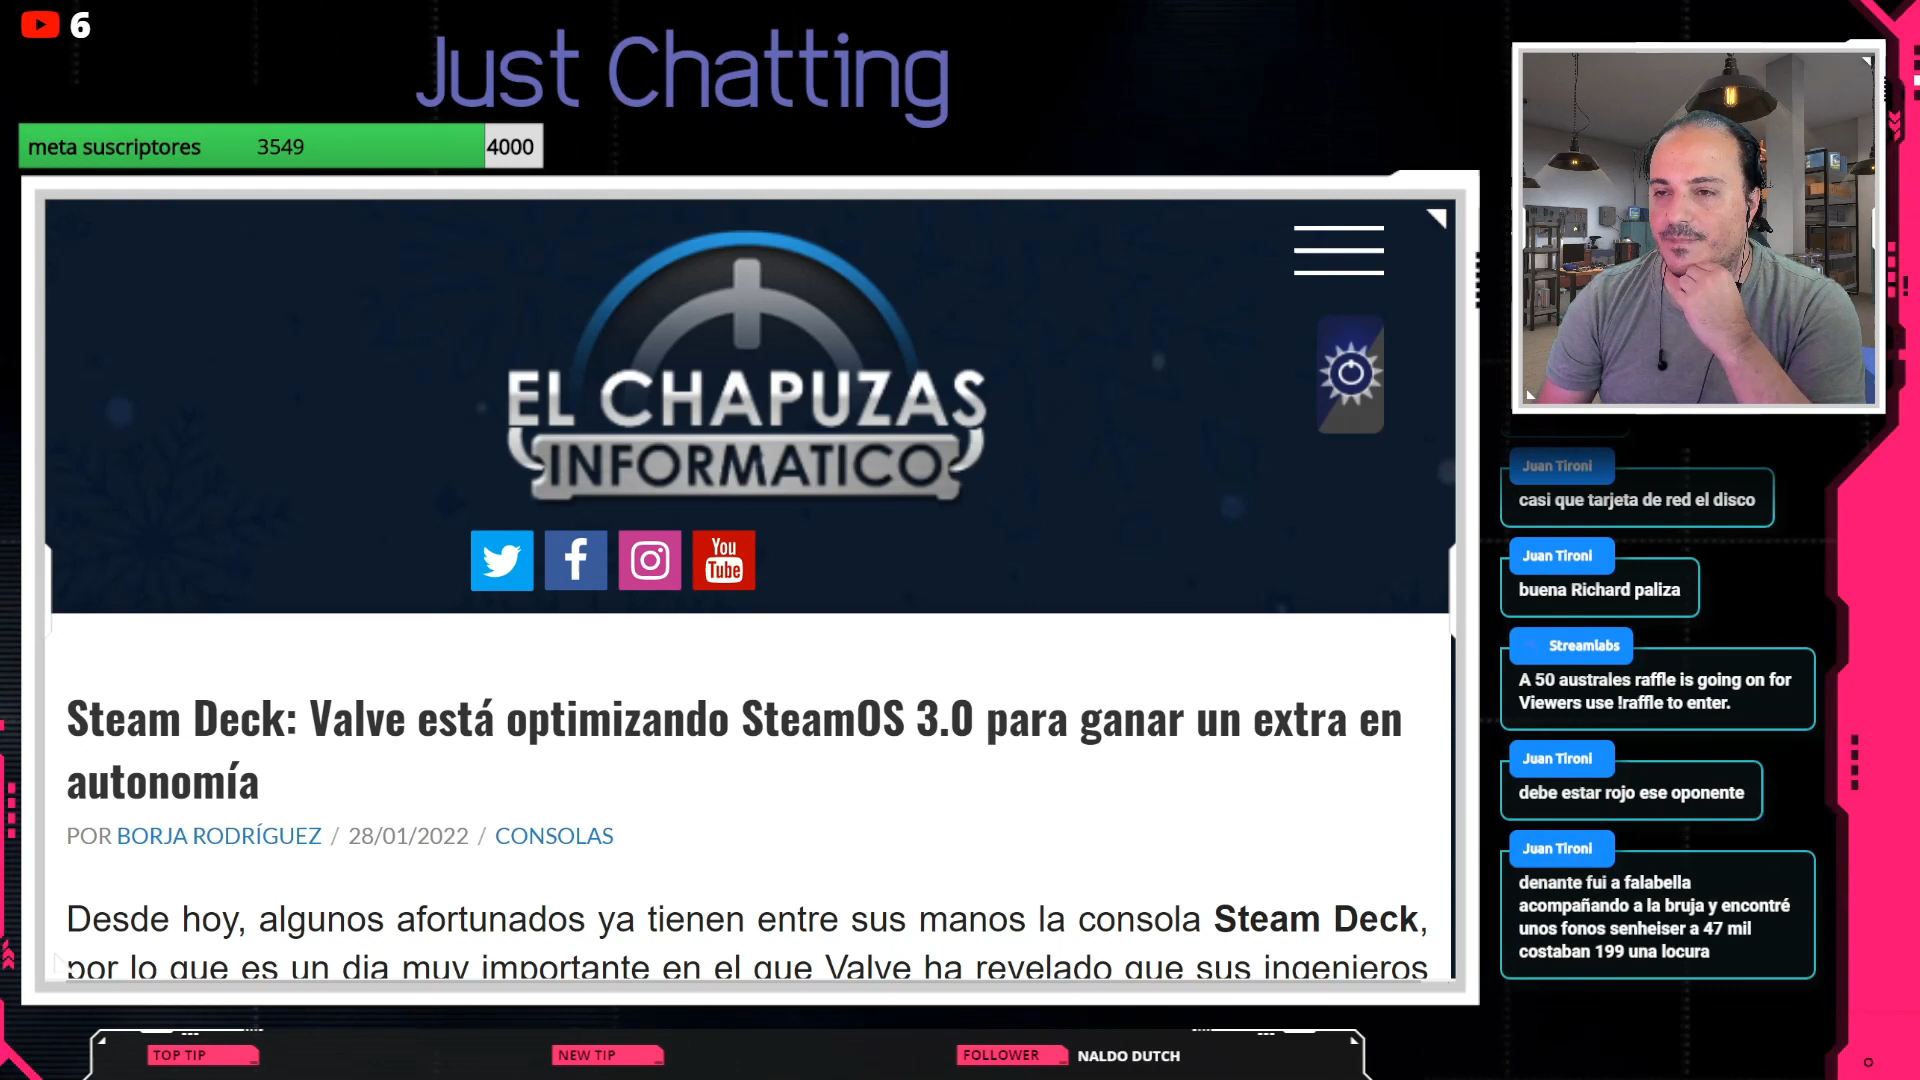 6
Just Chatting
meta suscriptores 3549 4000
EL CHAPUZAS
INFORMATICO
You
Tube
Steam Deck: Valve está optimizando SteamOS 3.0 para ganar un extra en
autonomía
POR BORJA RODRÍGUEZ / 28/01/2022 / CONSOLAS
Desde hoy, algunos afortunados ya tienen entre sus manos la consola Steam Deck,
por lo que es un dia muy importante en el que Valve ha revelado que sus ingenieros
Juan Tironi
casi que tarjeta de red el disco
Juan Tironi
buena Richard paliza
Streamlabs
A 50 australes raffle is going on for
Viewers use !raffle to enter.
Juan Tironi
debe estar rojo ese oponente
Juan Tironi
denante fui a falabella
acompañando a la bruja y encontré
unos fonos senheiser a 47 mil
costaban 199 una locura
TOP TIP
NEW TIP
FOLLOWER NALDO DUTCH